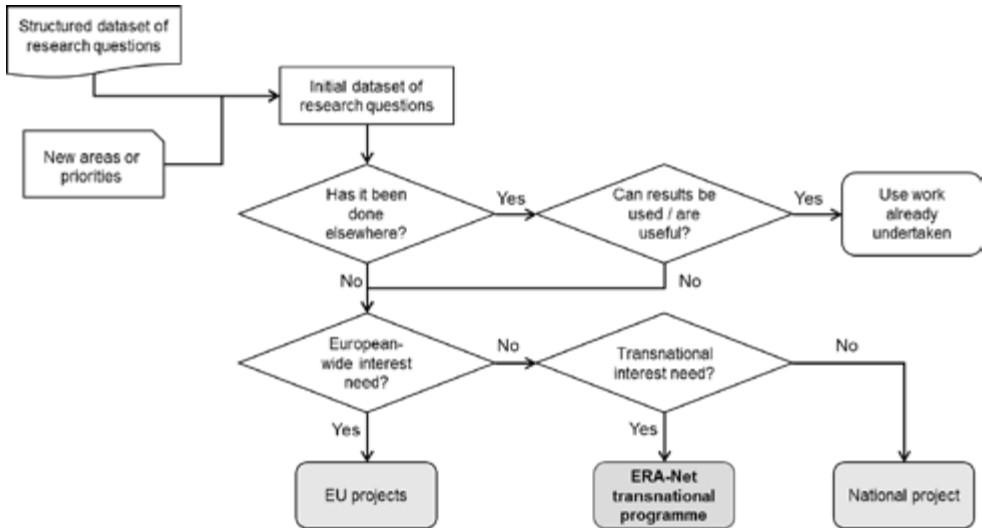 Structured dataset of
research questions
Initial dataset of
research questions
New areas or
priorities
Has it been
done
elsewhere?
Yes
Can results be
used / are
useful?
Yes
Use work
already
undertaken
No
No
European-
wide interest
need?
No
Transnational
interest need?
No
Yes
Yes
EU projects
ERA-Net
transnational
programme
National project